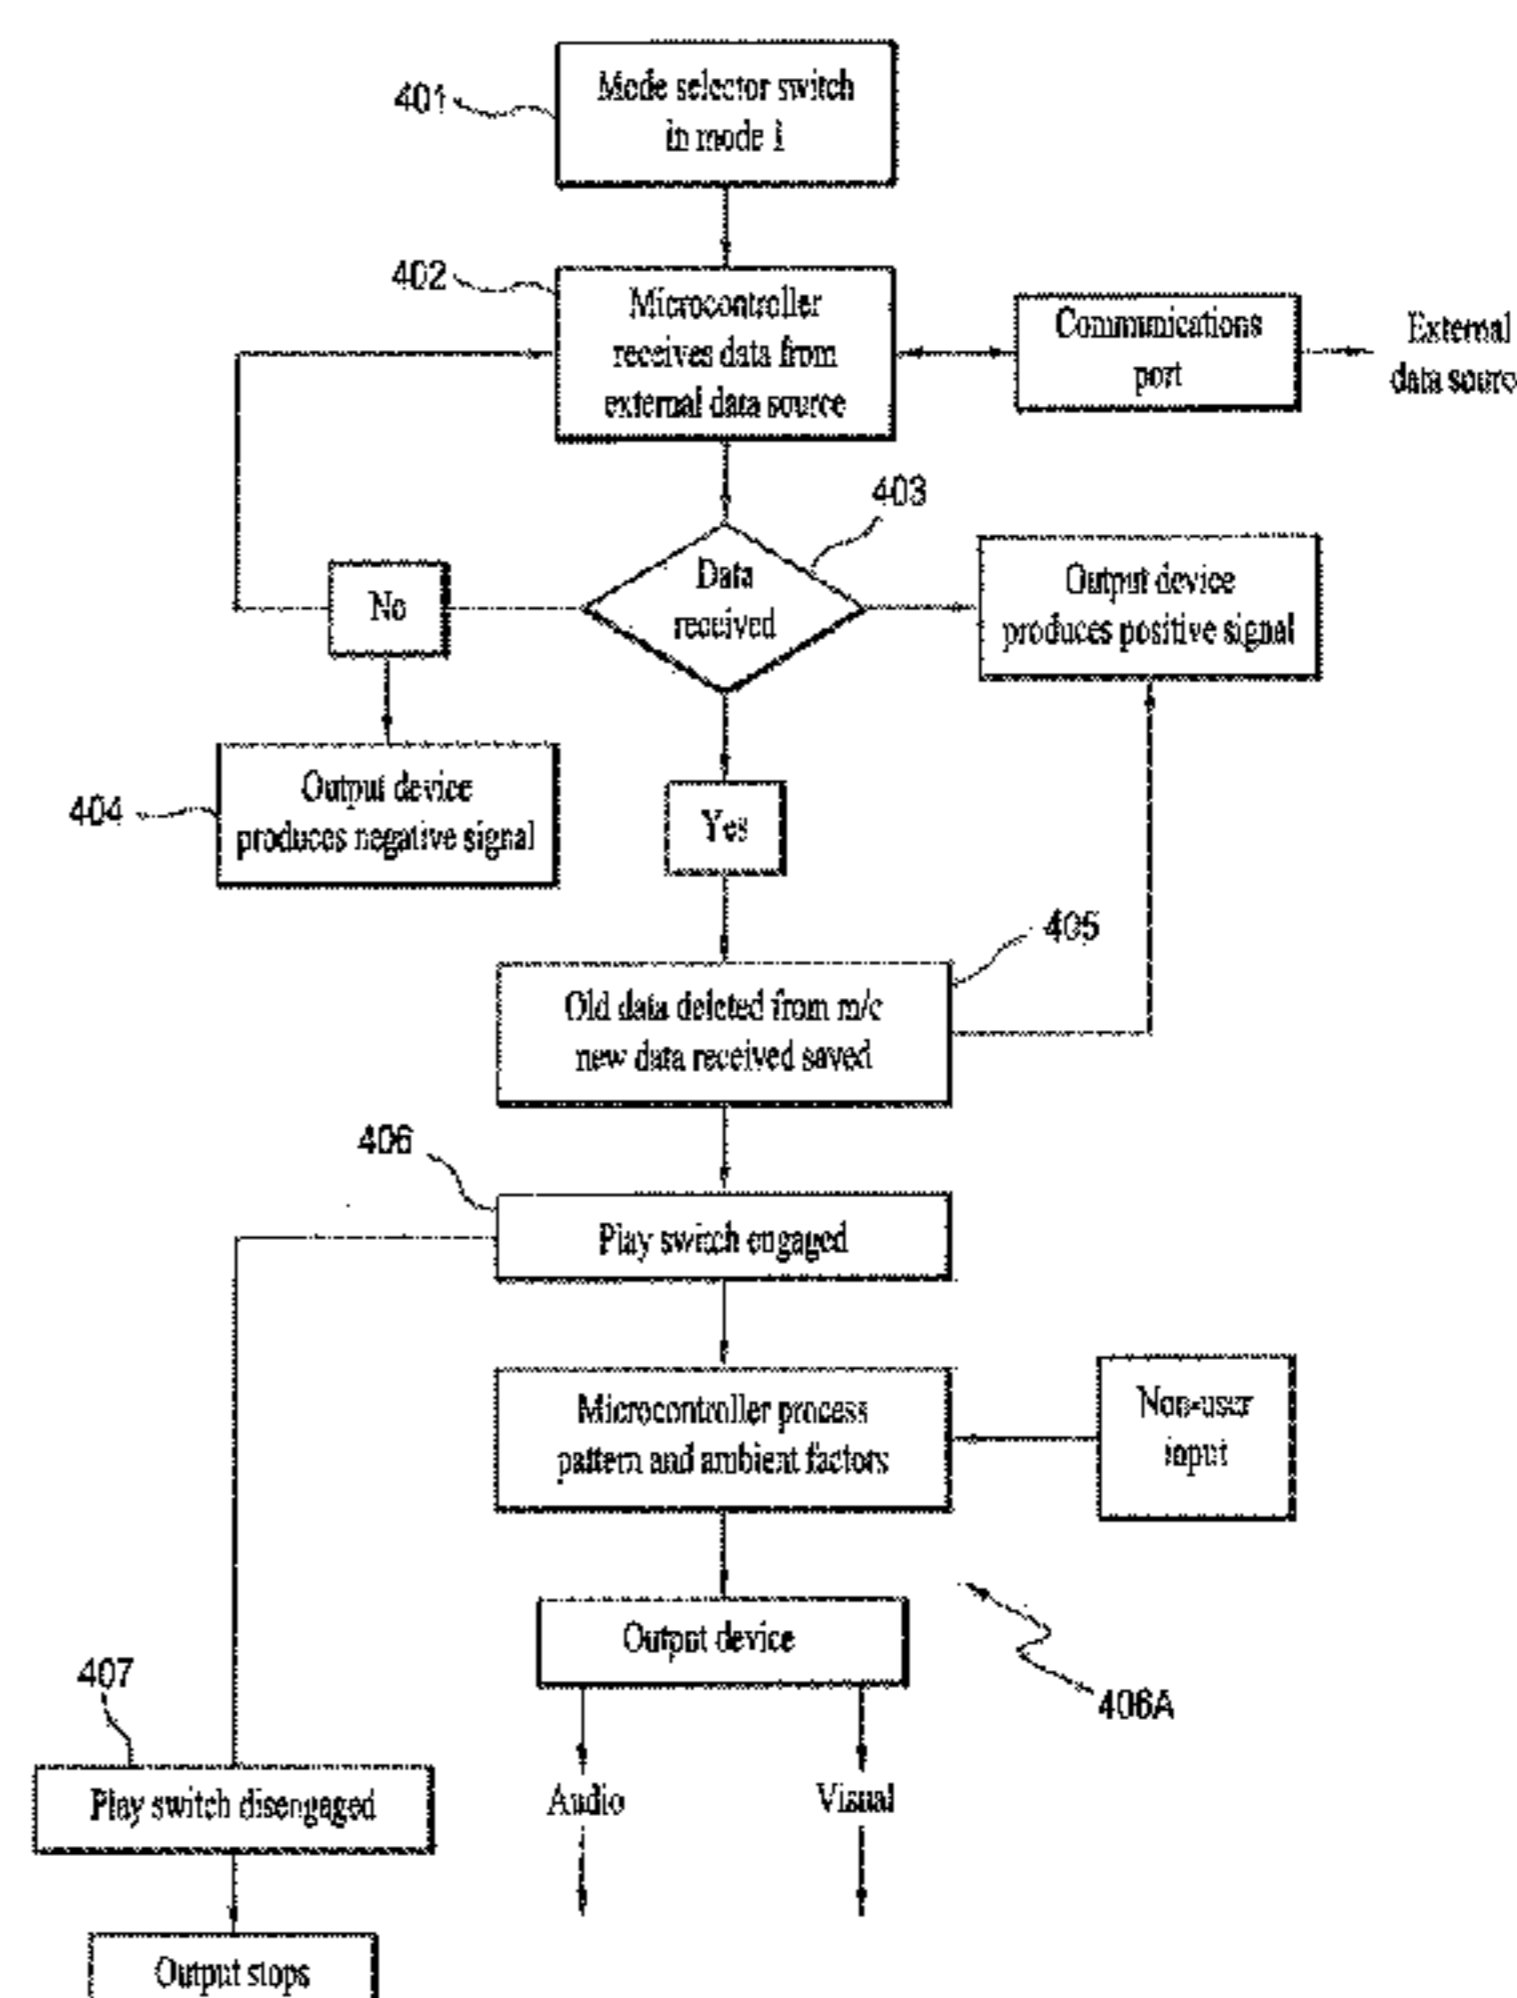 401
Mode selector switch
in mode 1
402
Microcontroller
receives data from
external data source
Communications
port
External
data sourc
403
Data
received
No
Output device
produces positive signal
404
Output device
produces negative signal
Yes
405
Old data deleted from m/c
new data received saved
406
Play switch engaged
Microcontroller process
pattern and ambient factors
Non-user
input
Output device
406A
407
Play switch disengaged
Audio
Visual
Output stops